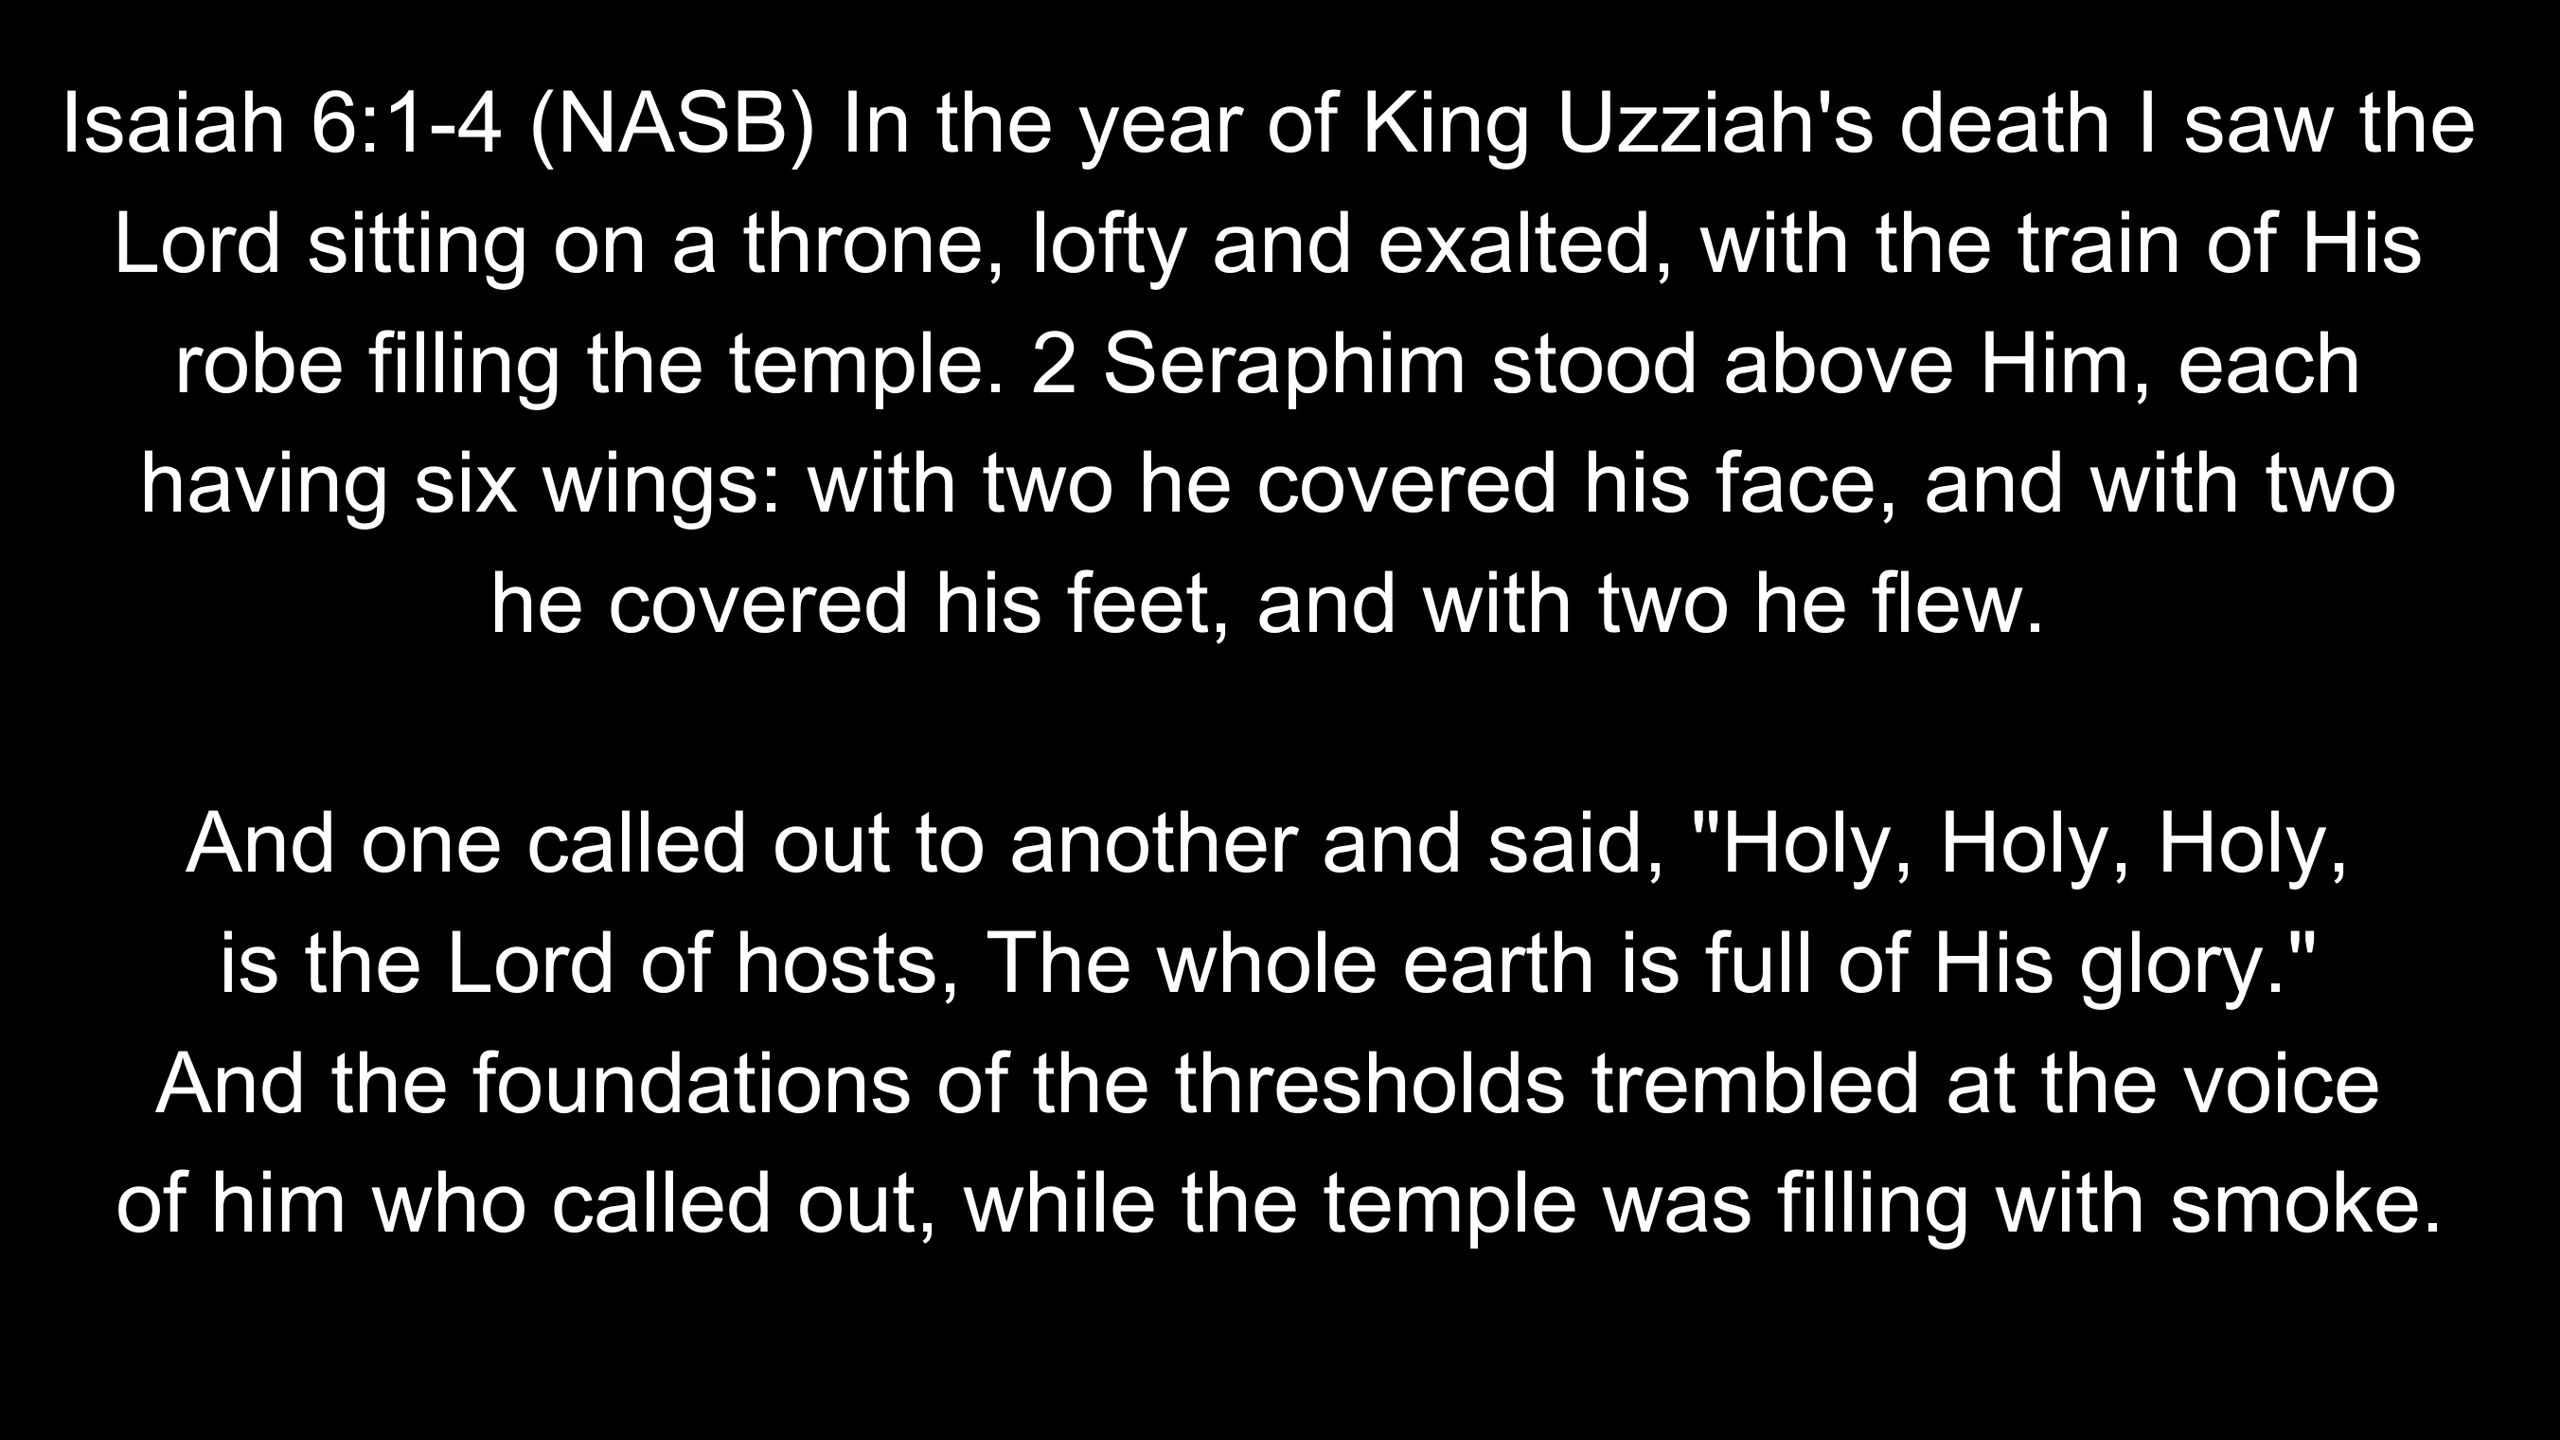 Isaiah 6:1-4 (NASB) In the year of King Uzziah's death I saw the
Lord sitting on a throne, lofty and exalted, with the train of His
robe filling the temple. 2 Seraphim stood above Him, each
having six wings: with two he covered his face, and with two
he covered his feet, and with two he flew.
And one called out to another and said, "Holy, Holy, Holy,
is the Lord of hosts, The whole earth is full of His glory."
And the foundations of the thresholds trembled at the voice
of him who called out, while the temple was filling with smoke.